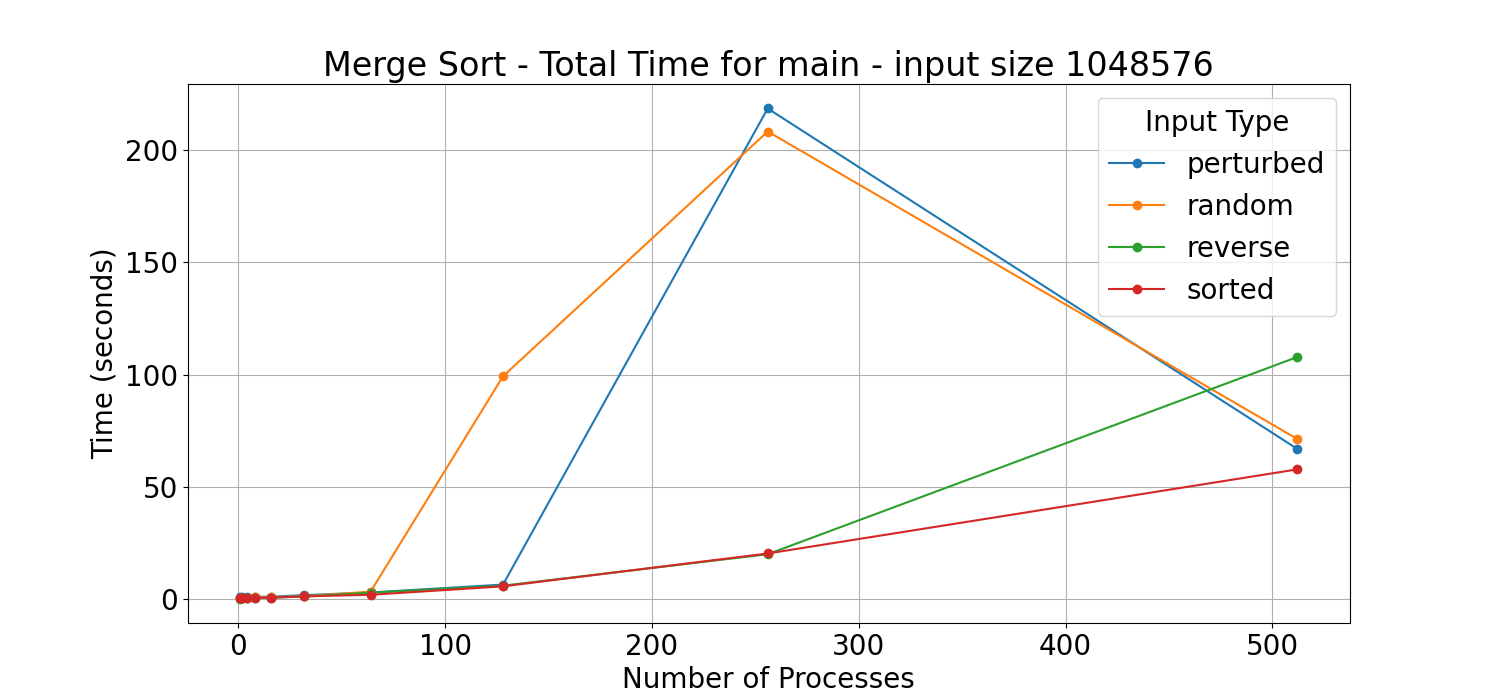 Merge Sort - Total Time for main - input size 1048576
Time (seconds)
200
150
100
50
0
0 100 200 300 400 500
Number of Processes
Input Type
perturbed
random
reverse
sorted